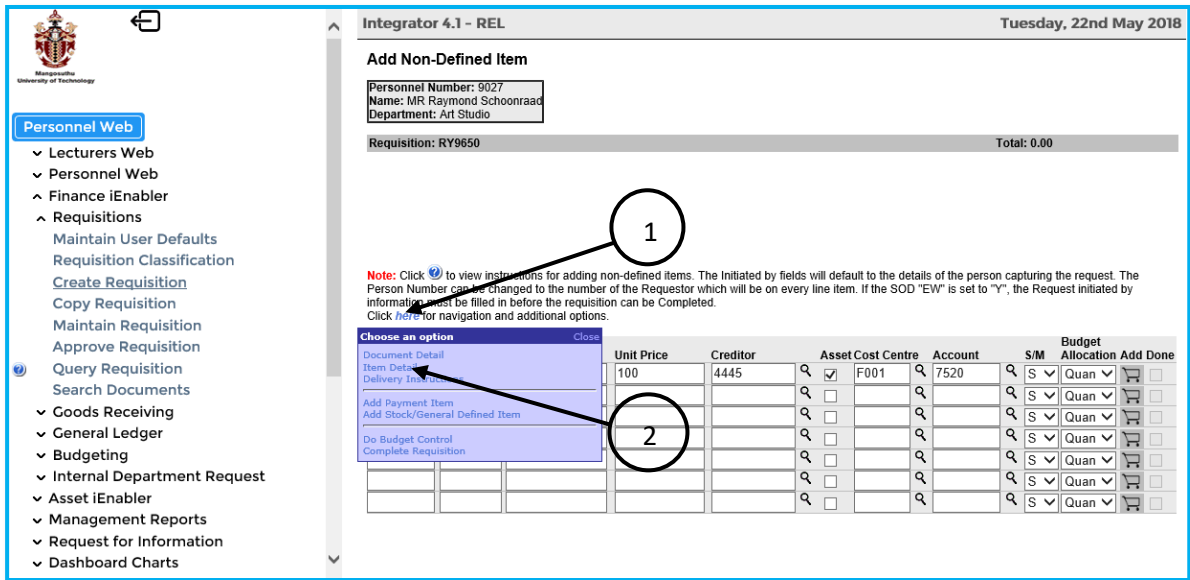 Mangosuthu
University of Technology
Personnel Web
Lecturers Web
Personnel Web
Finance iEnabler
Requisitions
Maintain User Defaults
Requisition Classification
Create Requisition
Copy Requisition
Maintain Requisition
Approve Requisition
Query Requisition
Search Documents
Goods Receiving
General Ledger
Budgeting
Internal Department Request
Asset iEnabler
Management Reports
Request for Information
Dashboard Charts
Integrator 4.1 - REL Tuesday, 22nd May 2018
Add Non-Defined Item
Personnel Number: 9027
Name: MR Raymond Schoonraad
Department: Art Studio
Requisition: RY9650 Total: 0.00
1
Note: Click ? to view instructions for adding non-defined items. The Initiated by fields will default to the details of the person capturing the request. The
Person Number can be changed to the number of the Requestor which will be on every line item. If the SOD "EW" is set to "Y", the Request initiated by
information must be filled in before the requisition can be Completed.
Click here for navigation and additional options.
Choose an option Close
Document Detail
Item Detail
Delivery Instructions
Add Payment Item
Add Stock/General Defined Item
Do Budget Control
Complete Requisition
2
Unit Price Creditor Asset Cost Centre Account S/M Budget Allocation Add Done
100 4445 F001 7520 S Quan
S Quan
S Quan
S Quan
S Quan
S Quan
S Quan